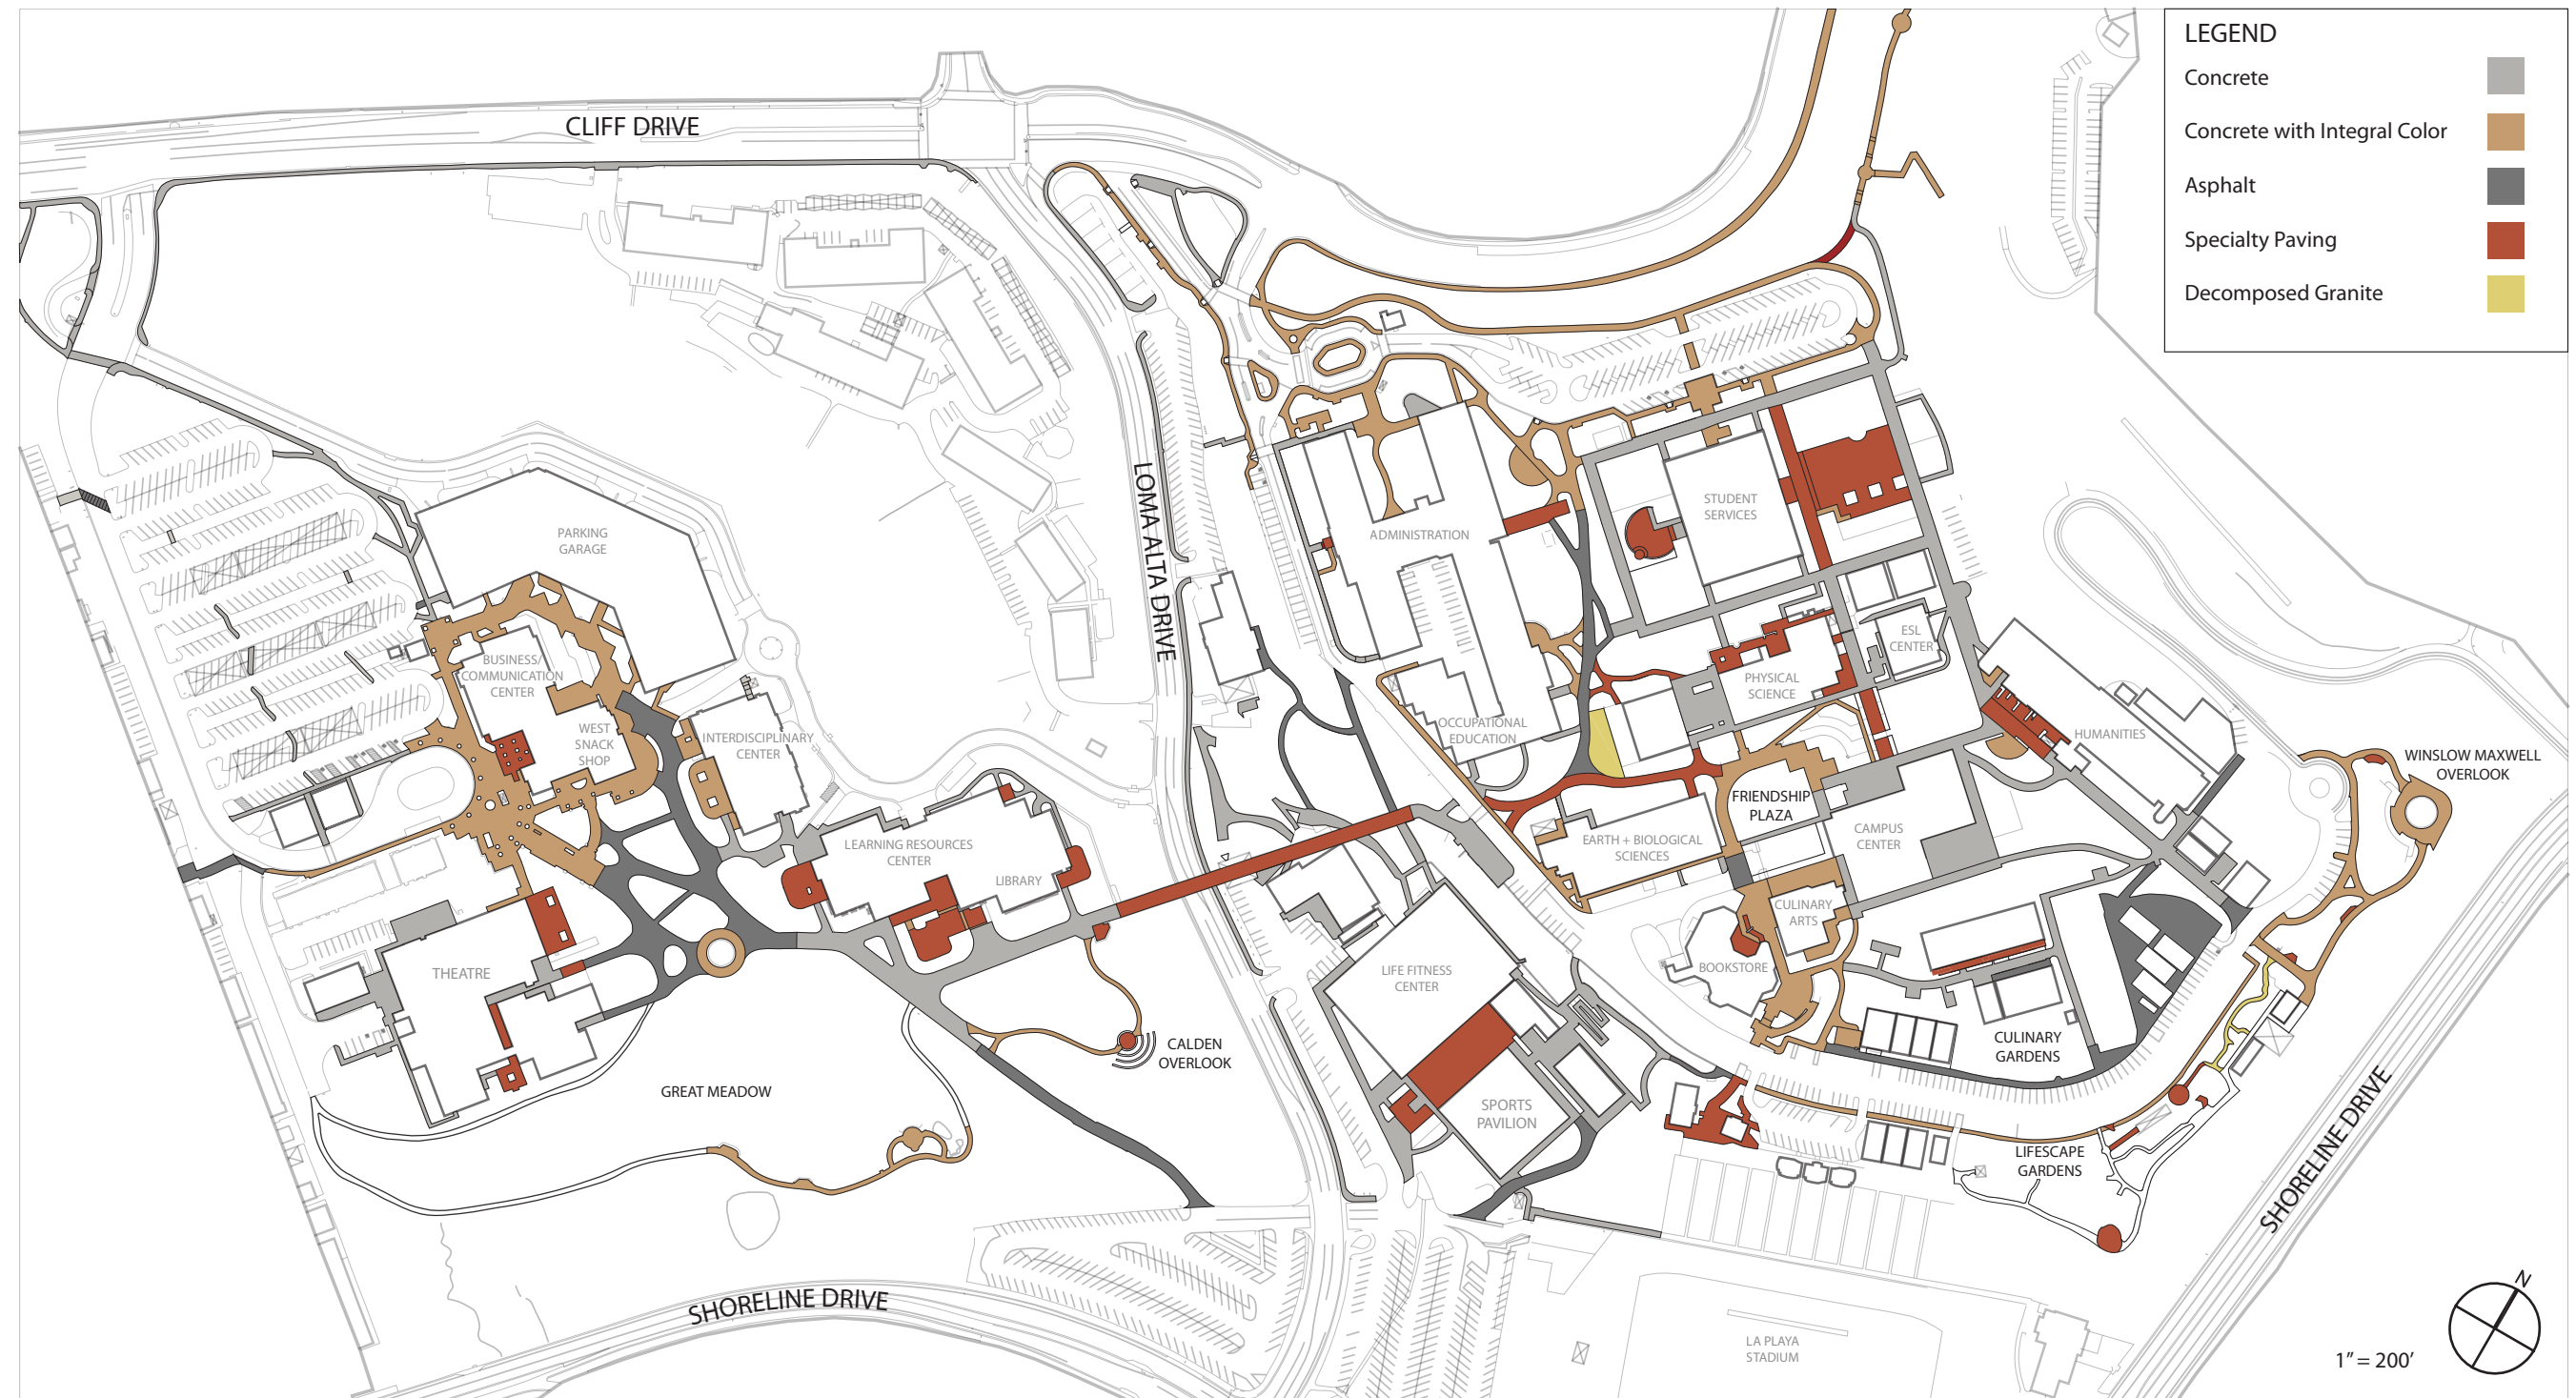 LEGEND
Concrete
Concrete with Integral Color
Asphalt
Specialty Paving
Decomposed Granite
CLIFF DRIVE
LOMA ALTA DRIVE
PARKING
GARAGE
BUSINESS/
COMMUNICATION
CENTER
WEST
SNACK
SHOP
INTERDISCIPLINARY
CENTER
LEARNING RESOURCES
CENTER
LIBRARY
THEATRE
GREAT MEADOW
CALDEN
OVERLOOK
SHORELINE DRIVE
ADMINISTRATION
STUDENT
SERVICES
ESL
CENTER
PHYSICAL
SCIENCE
OCCUPATIONAL
EDUCATION
HUMANITIES
WINSLOW MAXWELL
OVERLOOK
FRIENDSHIP
PLAZA
EARTH + BIOLOGICAL
SCIENCES
CAMPUS
CENTER
CULINARY
ARTS
BOOKSTORE
LIFE FITNESS
CENTER
SPORTS
PAVILION
CULINARY
GARDENS
LIFESCAPE
GARDENS
SHORELINE DRIVE
LA PLAYA
STADIUM
N
1" = 200'